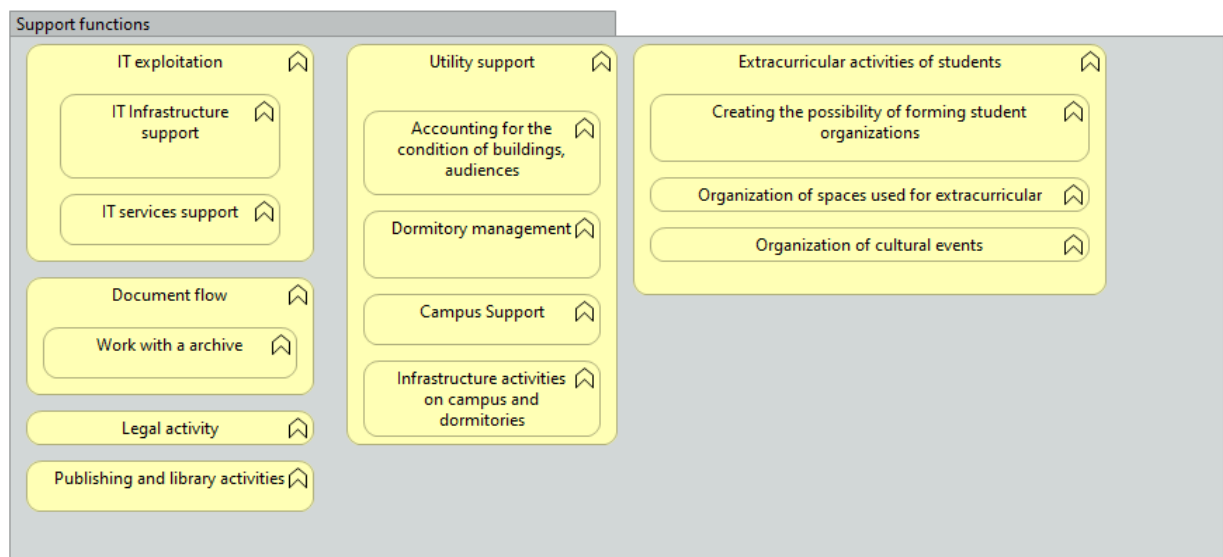 Support functions
IT exploitation
IT Infrastructure
support
IT services support
Document flow
Work with a archive
Legal activity
Publishing and library activities
Utility support
Accounting for the
condition of buildings,
audiences
Dormitory management
Campus Support
Infrastructure activities
on campus and
dormitories
Extracurricular activities of students
Creating the possibility of forming student
organizations
Organization of spaces used for extracurricular
Organization of cultural events